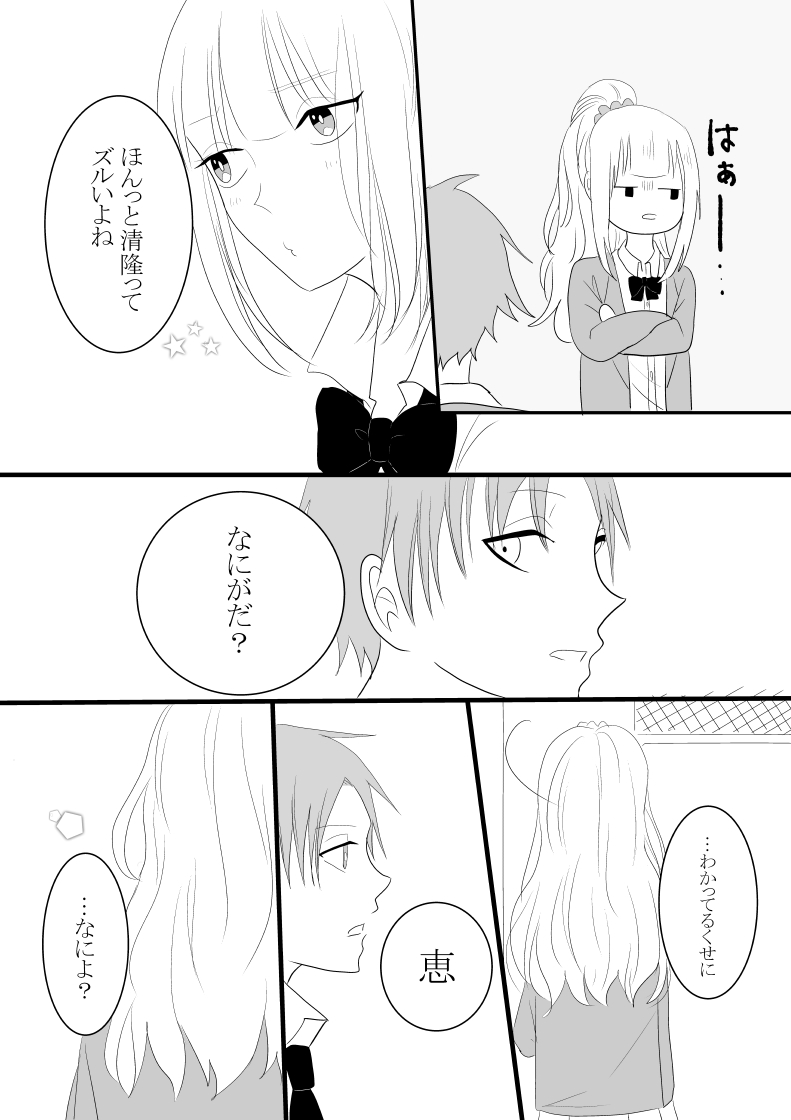 はぁー‥‥
ほんっと清隆って
ズルいよね
なにがだ？
…わかってるくせに
恵
…なによ？